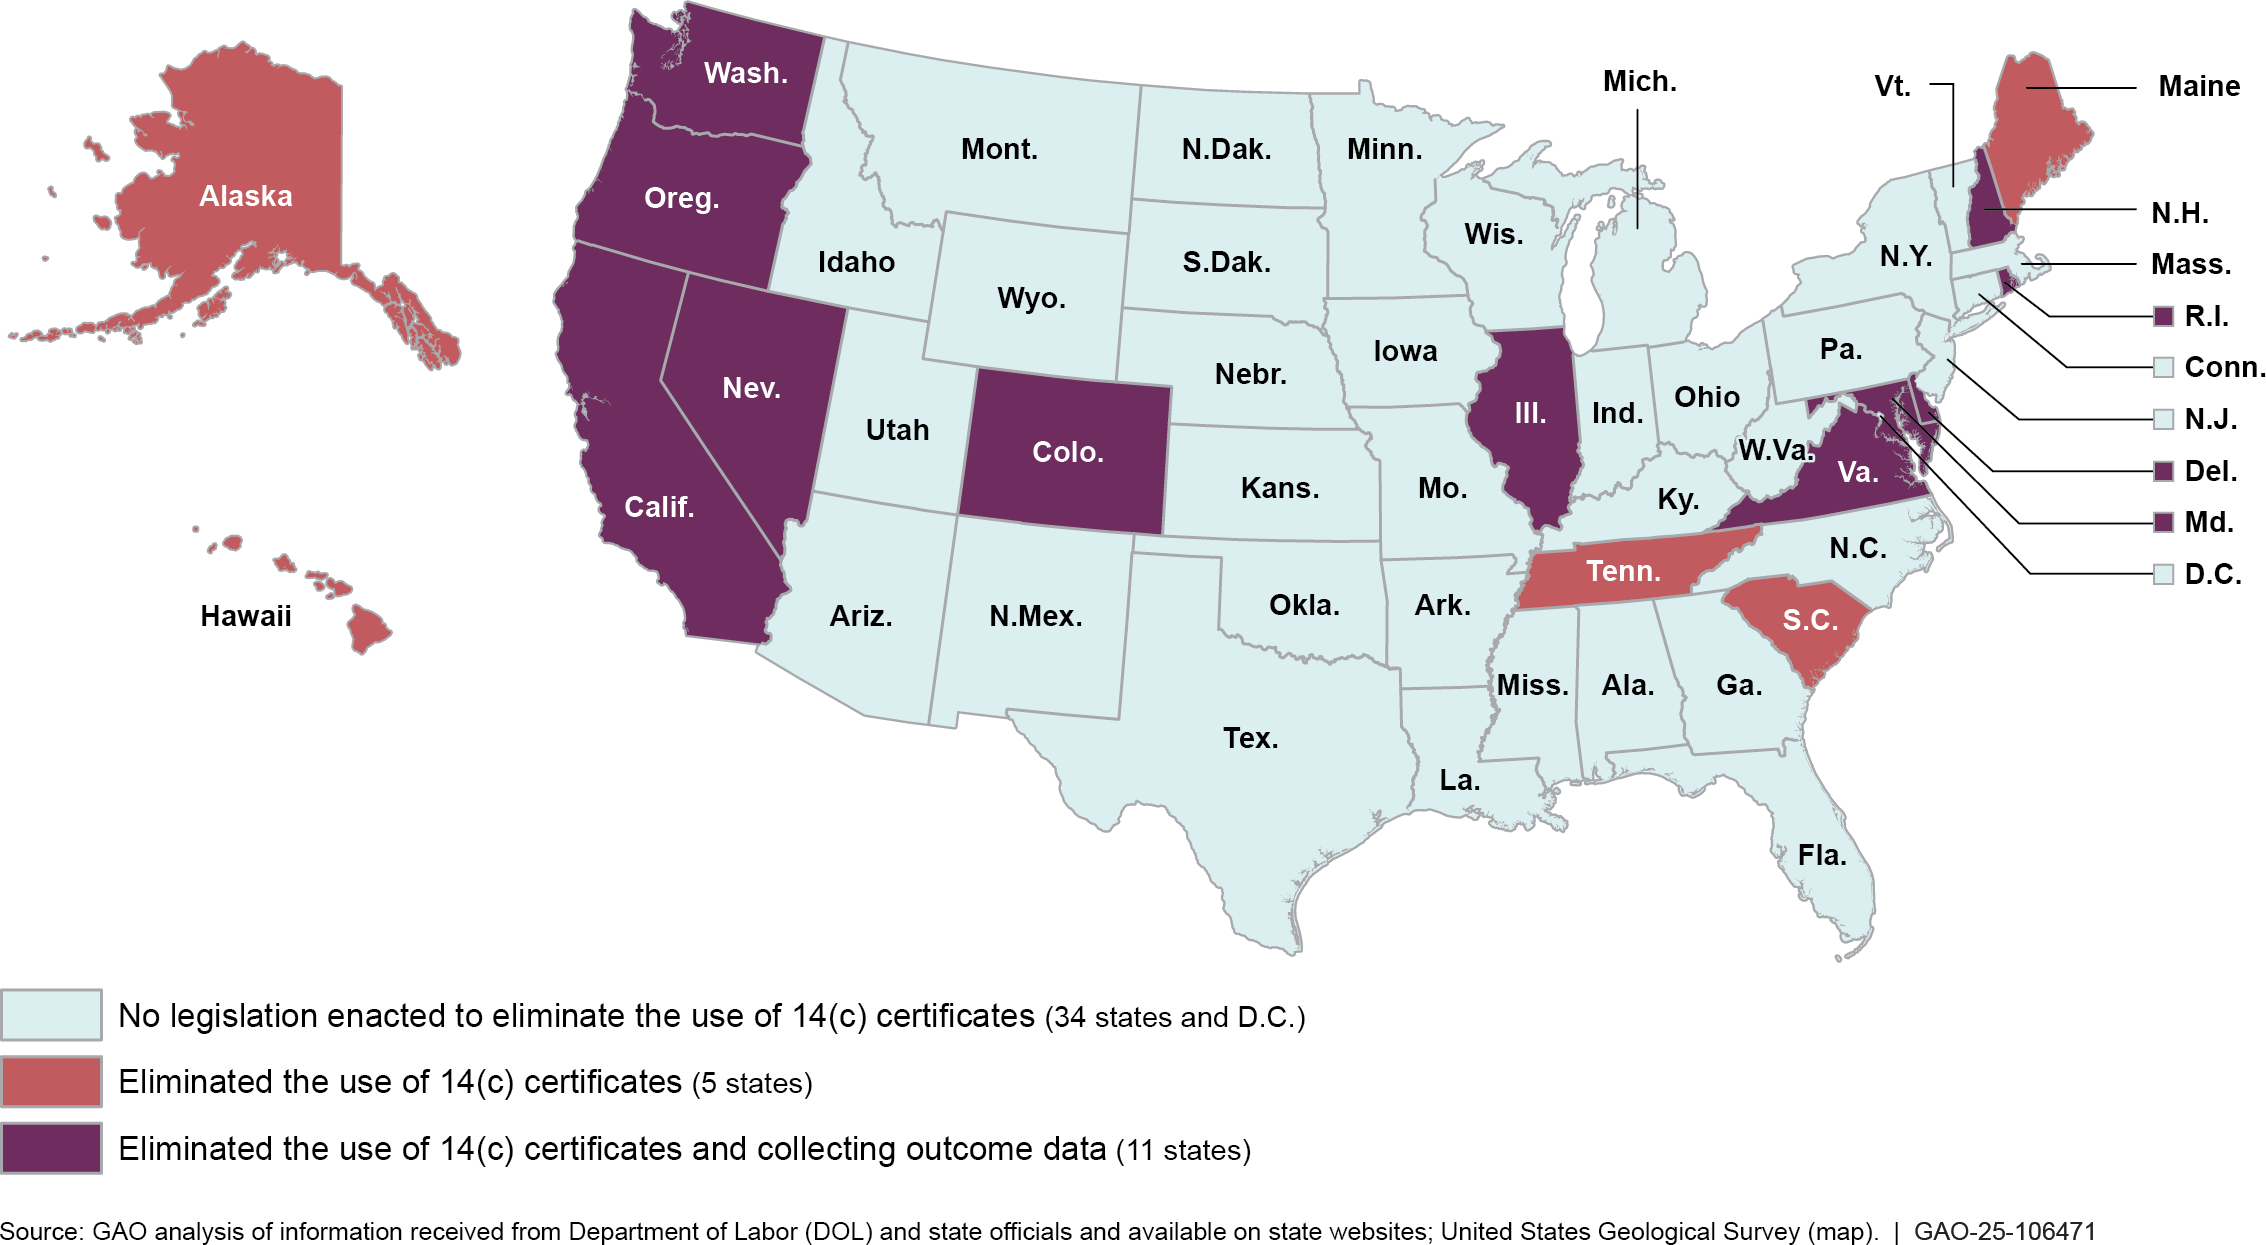 Wash.
Mich.
Vt.
Maine
Mont.
N.Dak.
Minn.
Alaska
Oreg.
N.H.
Wis.
N.Y.
Idaho
S.Dak.
Mass.
Wyo.
R.I.
Iowa
Pa.
Conn.
Nev.
Nebr.
Ill.
Ind.
Ohio
N.J.
Utah
Colo.
W.Va.
Va.
Del.
Calif.
Kans.
Mo.
Ky.
Md.
N.C.
Tenn.
D.C.
Hawaii
Ariz.
N.Mex.
Okla.
Ark.
S.C.
Miss.
Ala.
Ga.
Tex.
La.
Fla.
No legislation enacted to eliminate the use of 14(c) certificates (34 states and D.C.)
Eliminated the use of 14(c) certificates (5 states)
Eliminated the use of 14(c) certificates and collecting outcome data (11 states)
Source: GAO analysis of information received from Department of Labor (DOL) and state officials and available on state websites; United States Geological Survey (map). | GAO-25-106471